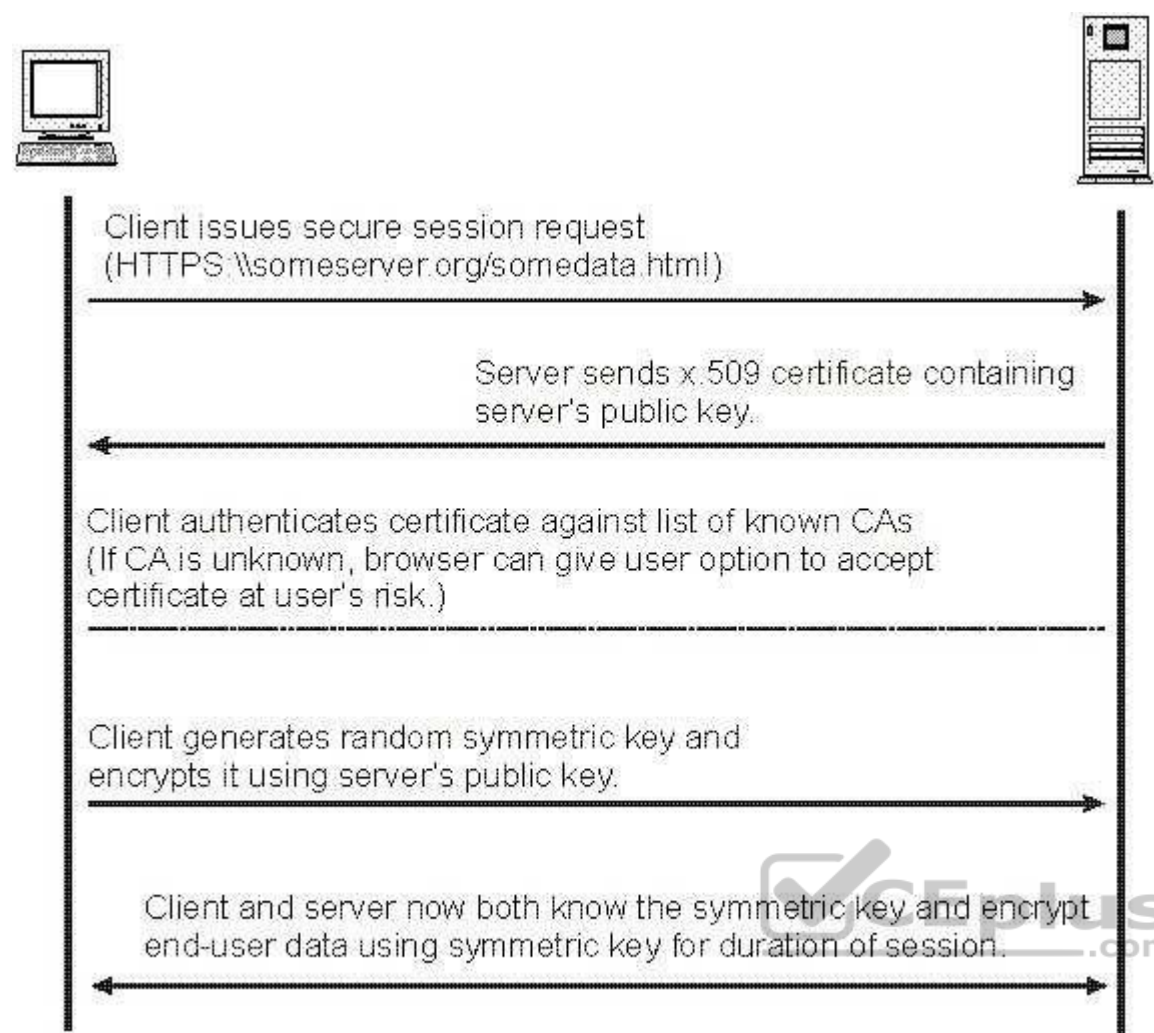 Client issues secure session request
(HTTPS:\\someserver.org/somedata.html)
Server sends x.509 certificate containing
server's public key.
Client authenticates certificate against list of known CAs
(If CA is unknown, browser can give user option to accept
certificate at user's risk.)
Client generates random symmetric key and
encrypts it using server's public key.
Client and server now both know the symmetric key and encrypt
end-user data using symmetric key for duration of session.
CEplus
.com